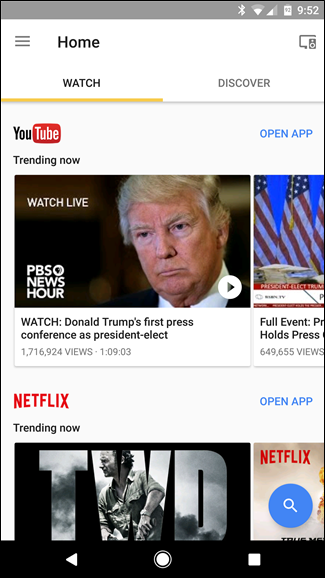 9:52
Home
WATCH
DISCOVER
YouTube
OPEN APP
Trending now
WATCH LIVE
PBS
NEWS
HOUR
WATCH: Donald Trump's first press
conference as president-elect
1,716,924 VIEWS · 1:09:03
PRESIDENT-ELECT TRUM
Full Event: Pr
Holds Press C
649,655 VIEWS
NETFLIX
OPEN APP
Trending now
TWD
NETFLIX